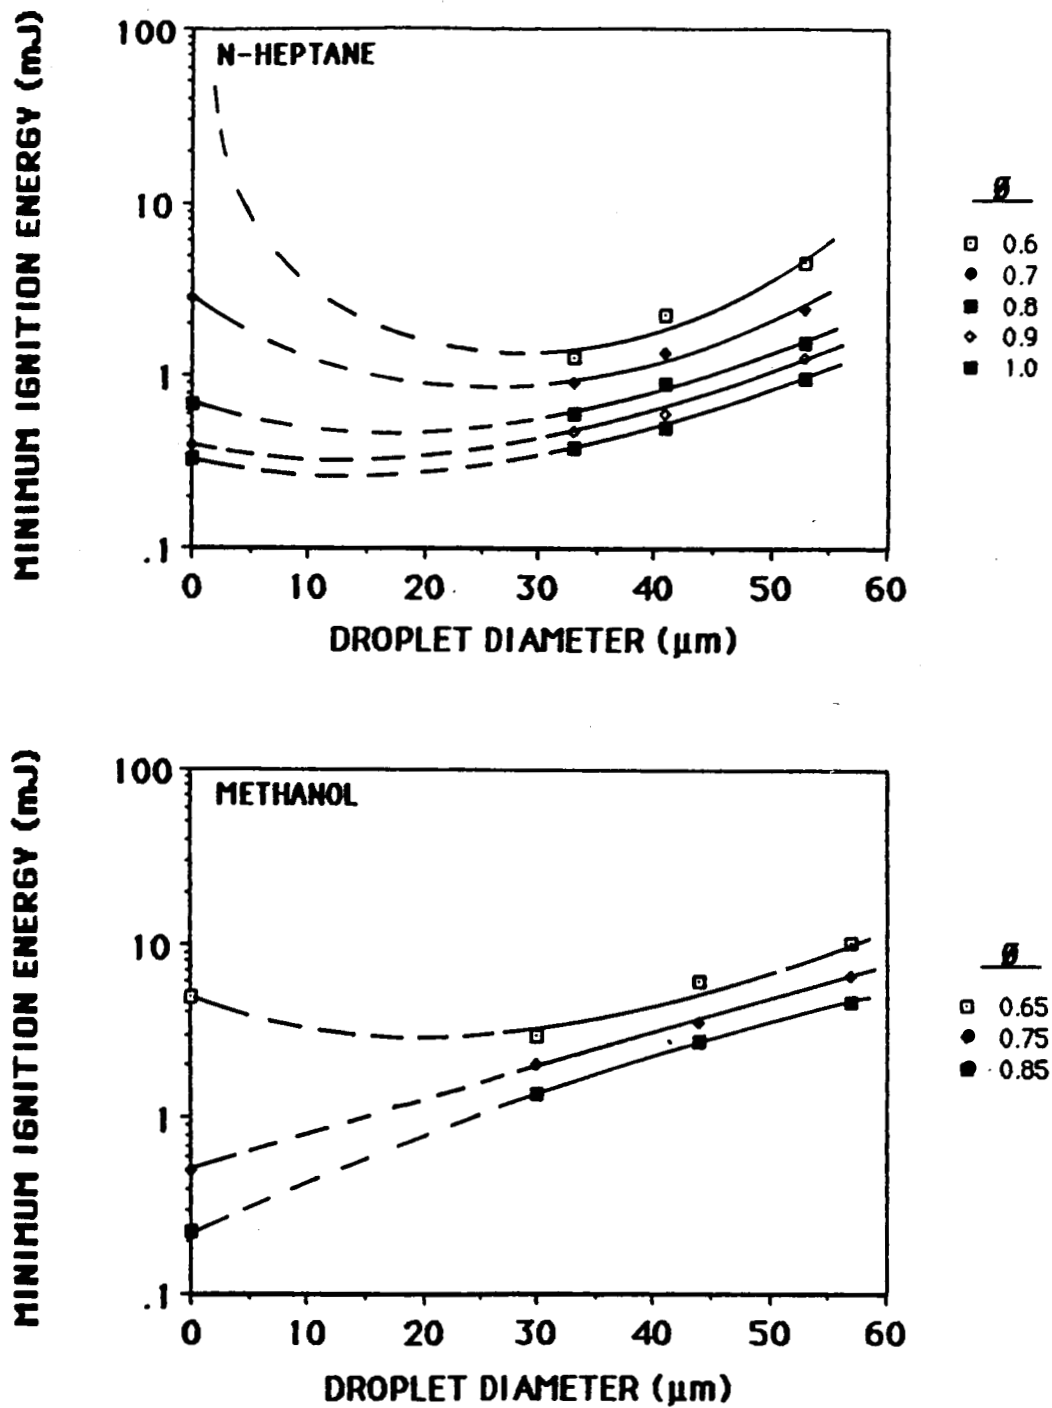 MINIMUM IGNITION ENERGY (mJ)
100
10
1
.1
N-HEPTANE
0 10 20 30 40 50 60
DROPLET DIAMETER (μm)
Ø
0.6
0.7
0.8
0.9
1.0
MINIMUM IGNITION ENERGY (mJ)
100
10
1
.1
METHANOL
0 10 20 30 40 50 60
DROPLET DIAMETER (μm)
Ø
0.65
0.75
0.85